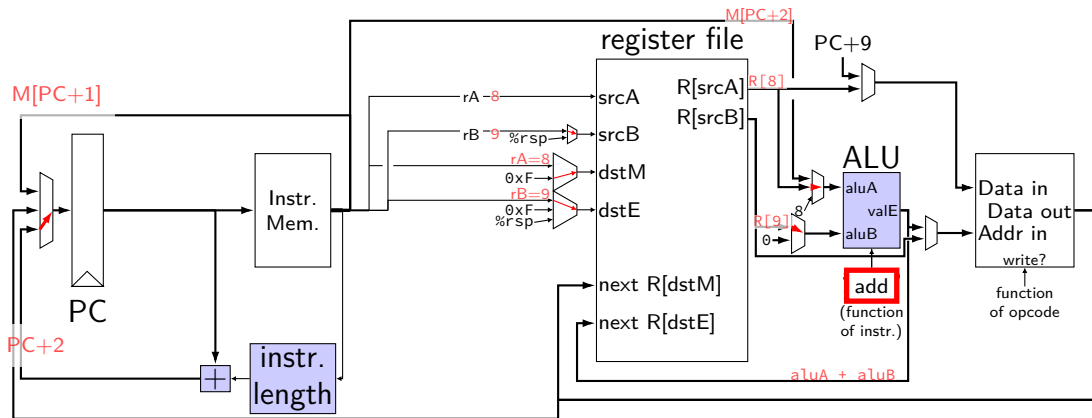 M[PC+2]
register file
PC+9
M[PC+1]
rA 8
srcA
R[srcA]
R[8]
R[srcB]
rB 9
%rsp
srcB
ALU
rA=8
0xF
dstM
aluA
Instr.
Mem.
rB=9
0xF
%rsp
dstE
8
valE
R[9]
0
aluB
Data in
Data out
Addr in
write?
PC
next R[dstM]
add
(function
of instr.)
function
of opcode
next R[dstE]
PC+2
+
instr.
length
aluA + aluB